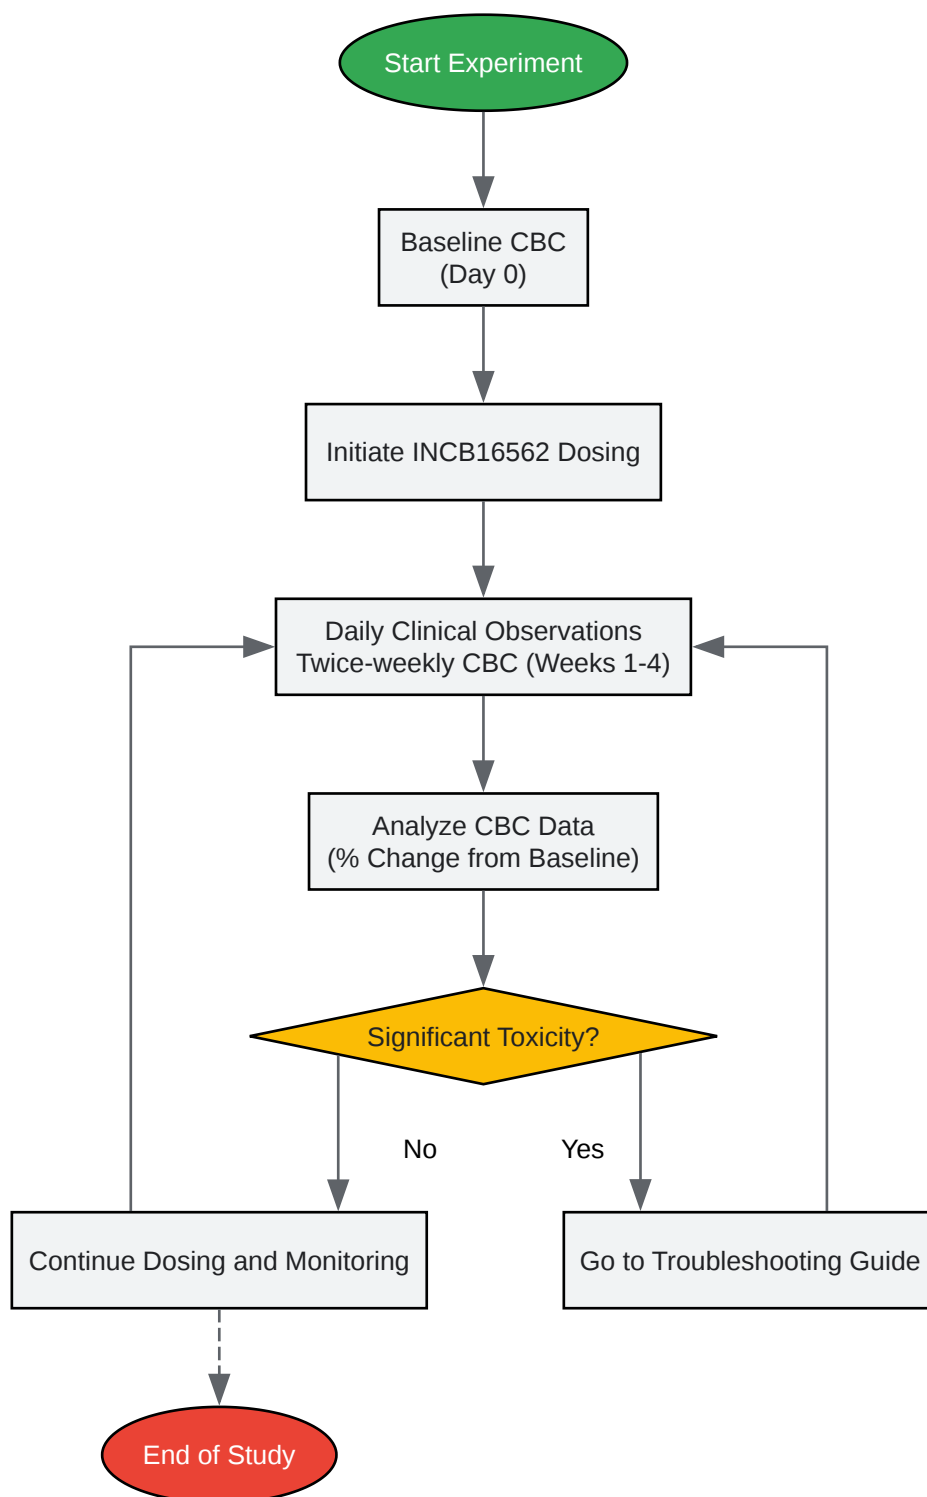 Start Experiment
Baseline CBC
(Day 0)
Initiate INCB16562 Dosing
Daily Clinical Observations
Twice-weekly CBC (Weeks 1-4)
Analyze CBC Data
(% Change from Baseline)
Significant Toxicity?
No
Yes
Continue Dosing and Monitoring
Go to Troubleshooting Guide
End of Study